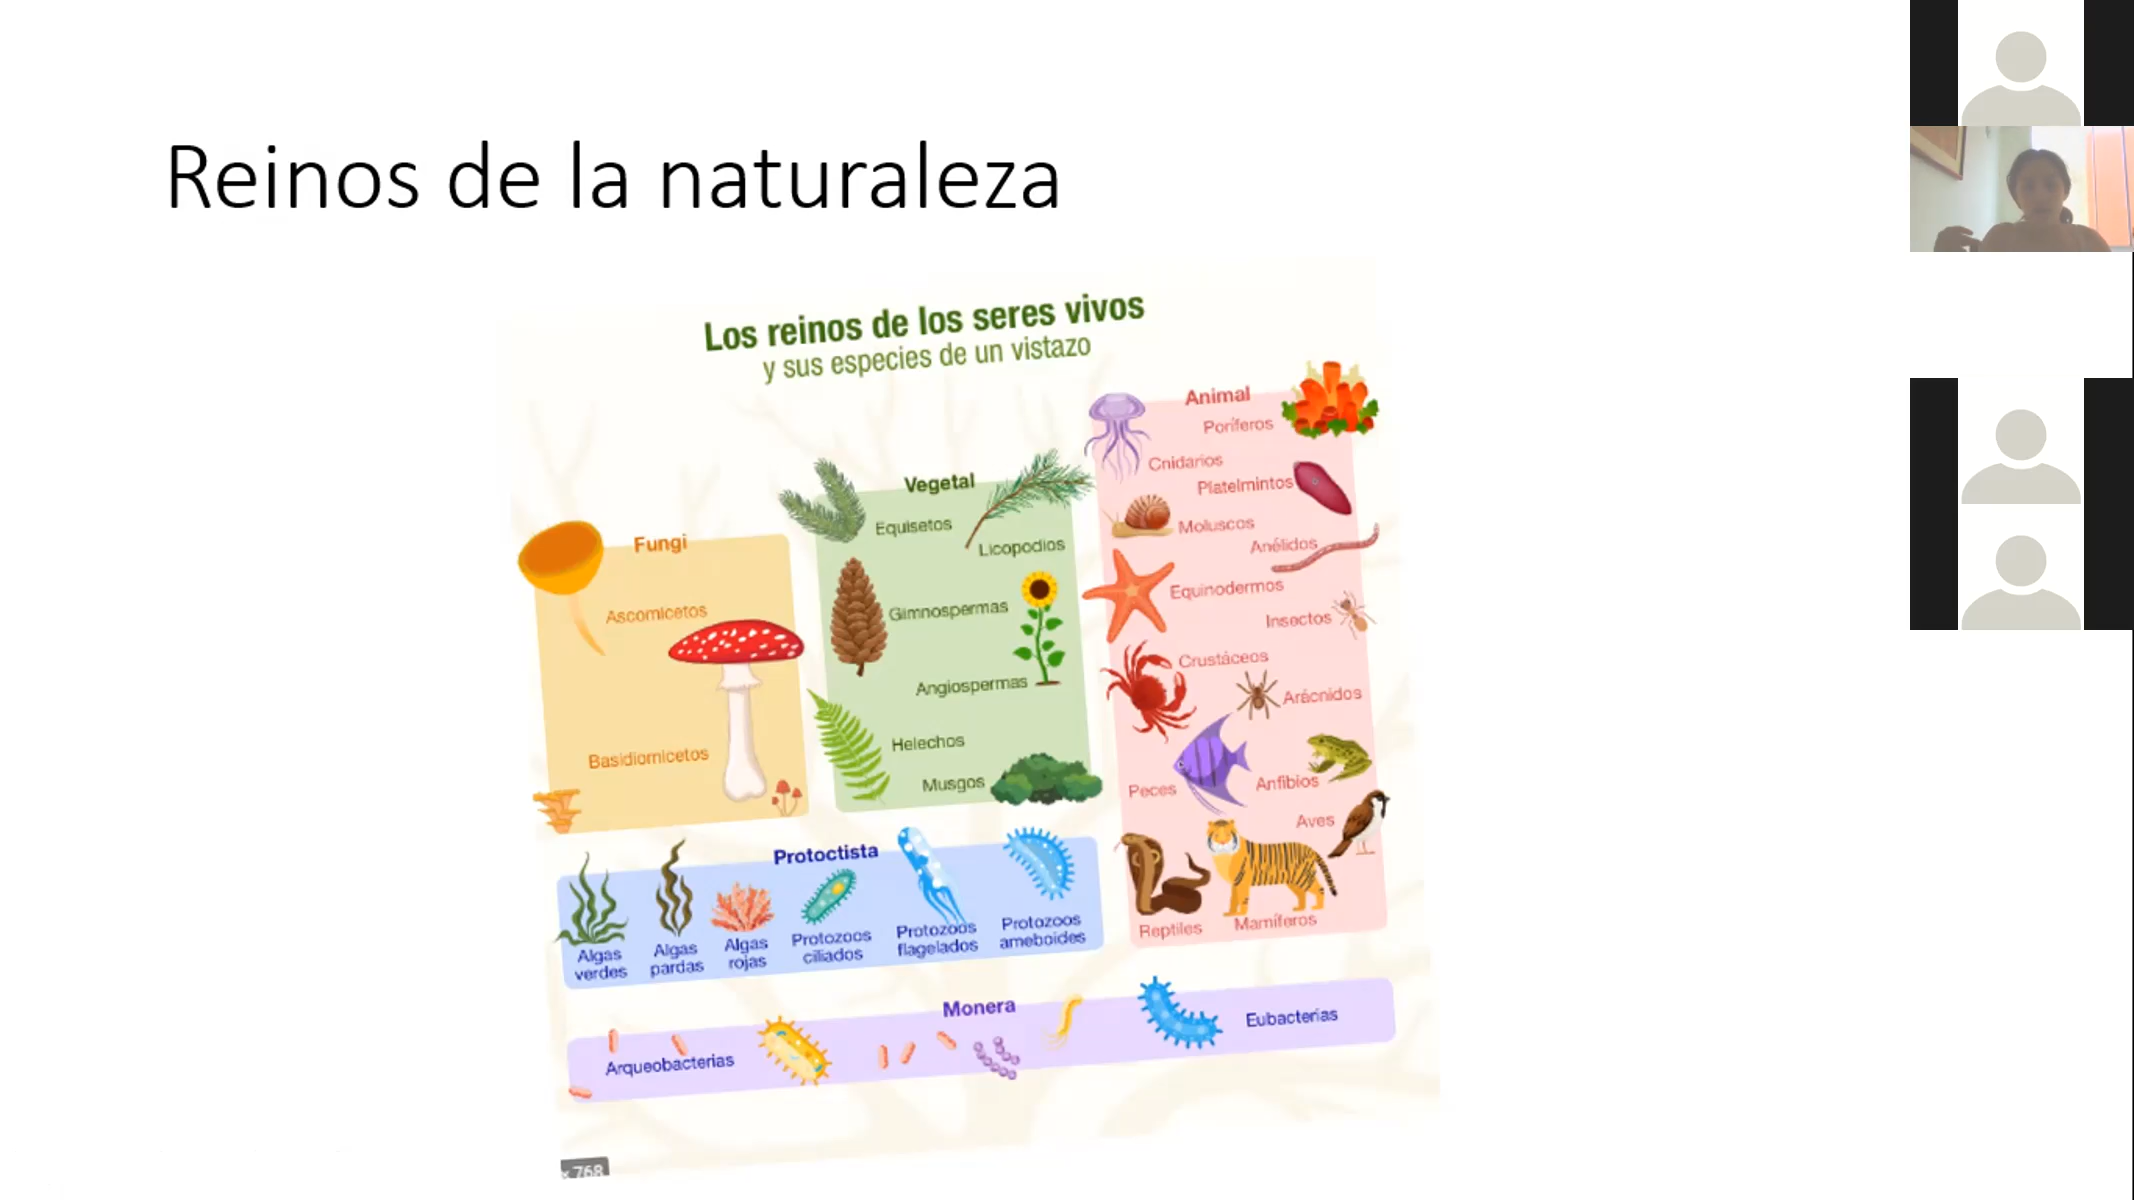 Reinos de la naturaleza
Los reinos de los seres vivos
y sus especies de un vistazo
Fungi
Ascomicetos
Basidiomicetos
Vegetal
Equisetos
Licopodios
Gimnospermas
Angiospermas
Helechos
Musgos
Animal
Poríferos
Cnidarios
Platelmintos
Moluscos
Anélidos
Equinodermos
Insectos
Crustáceos
Arácnidos
Peces
Anfibios
Aves
Reptiles
Mamíferos
Protoctista
Algas
verdes
Algas
pardas
Algas
rojas
Protozoos
ciliados
Protozoos
flagelados
Protozoos
ameboides
Monera
Arqueobacterias
Eubacterias
x 768